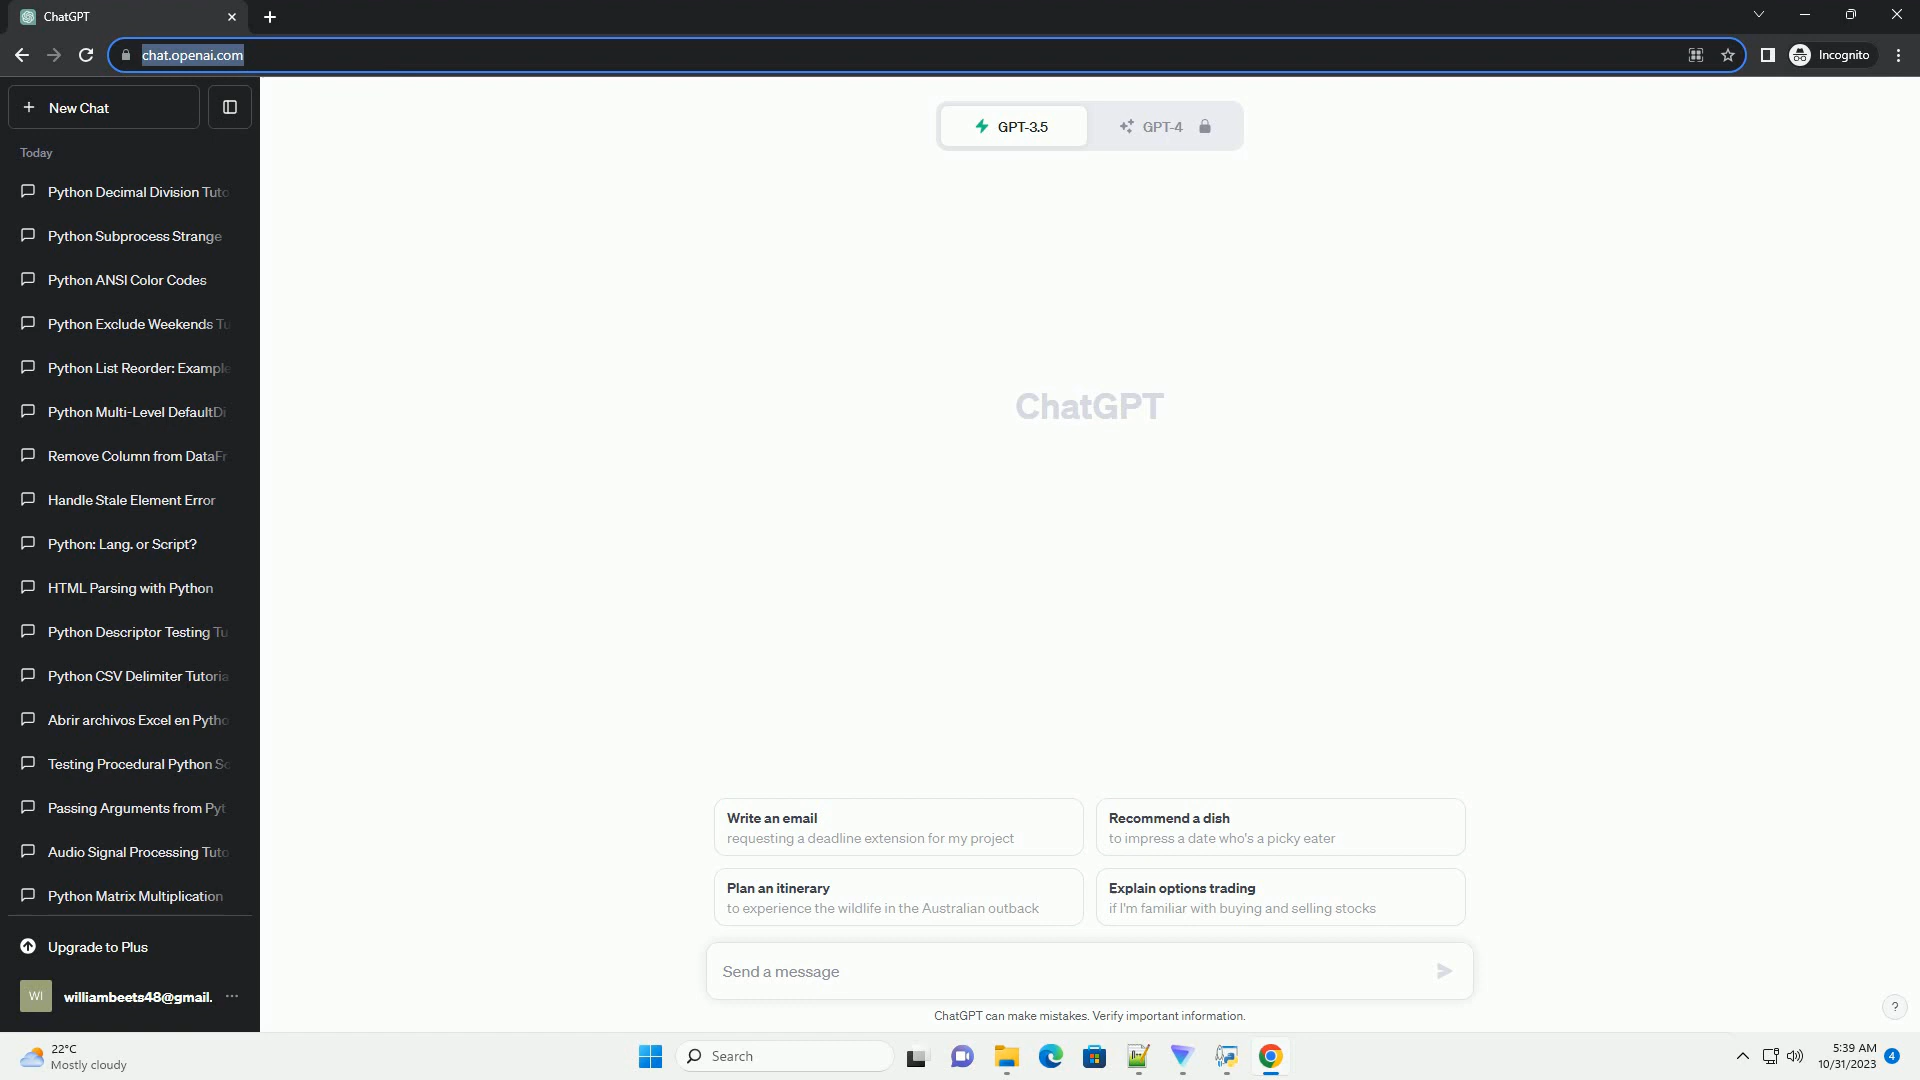 ChatGPT
chat.openai.com
Incognito
New Chat
Today
Python Decimal Division Tuto
Python Subprocess Strange
Python ANSI Color Codes
Python Exclude Weekends Tu
Python List Reorder: Example
Python Multi-Level DefaultDi
Remove Column from DataFr
Handle Stale Element Error
Python: Lang. or Script?
HTML Parsing with Python
Python Descriptor Testing Tu
Python CSV Delimiter Tutoria
Abrir archivos Excel en Pytho
Testing Procedural Python Sc
Passing Arguments from Pyt
Audio Signal Processing Tuto
Python Matrix Multiplication
Upgrade to Plus
WI williambeets48@gmail.
GPT-3.5
GPT-4
ChatGPT
Write an email
requesting a deadline extension for my project
Recommend a dish
to impress a date who's a picky eater
Plan an itinerary
to experience the wildlife in the Australian outback
Explain options trading
if I'm familiar with buying and selling stocks
Send a message
ChatGPT can make mistakes. Verify important information.
?
22°C
Mostly cloudy
Search
5:39 AM
10/31/2023
4